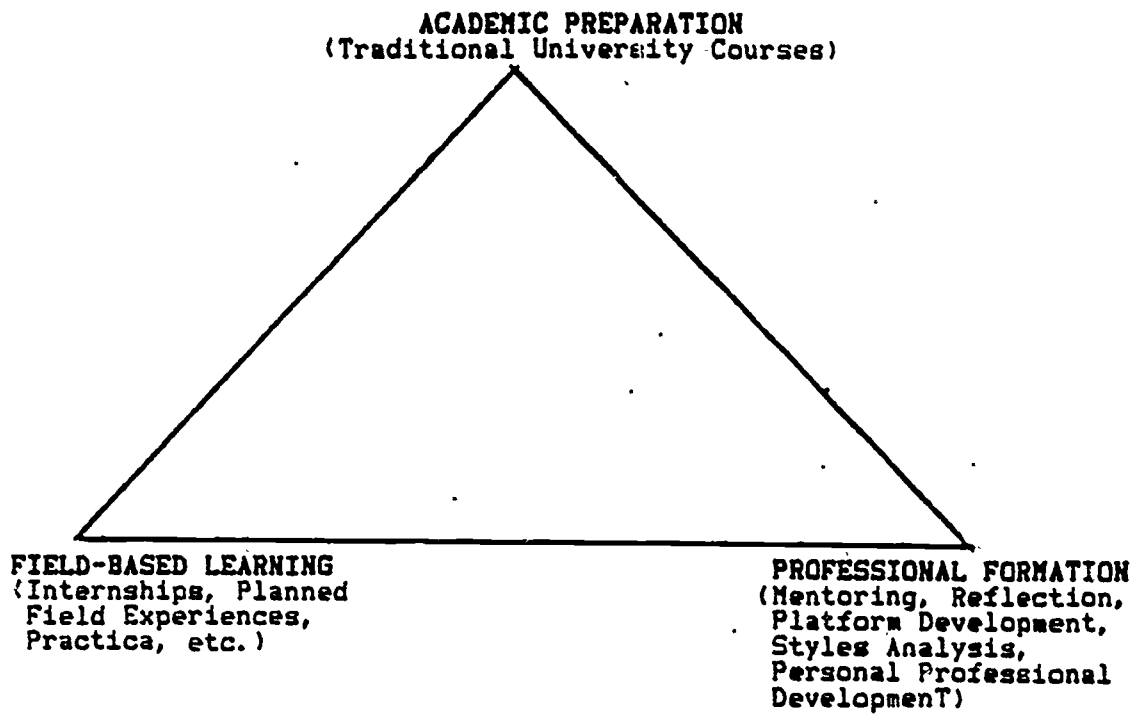 ACADEMIC PREPARATION
(Traditional University Courses)
FIELD-BASED LEARNING
(Internships, Planned
Field Experiences,
Practica, etc.)
PROFESSIONAL FORMATION
(Mentoring, Reflection,
Platform Development,
Styles Analysis,
Personal Professional
DevelopmenT)